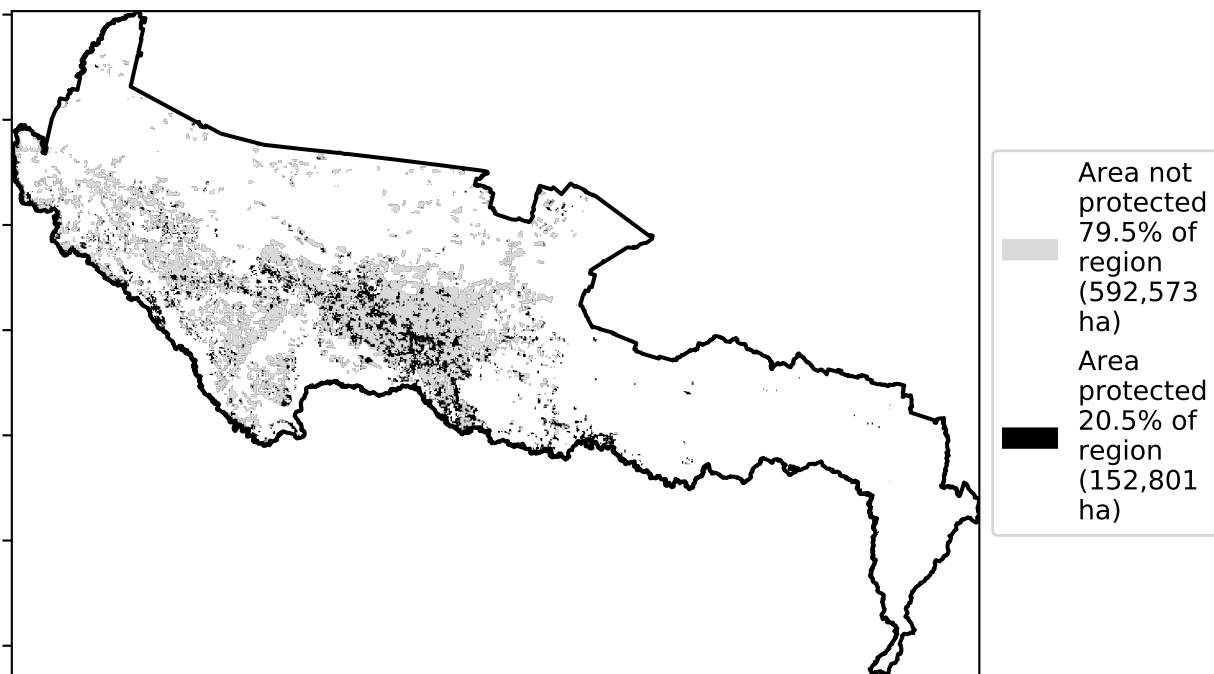 Area not
protected
79.5% of
region
(592,573
ha)
Area
protected
20.5% of
region
(152,801
ha)